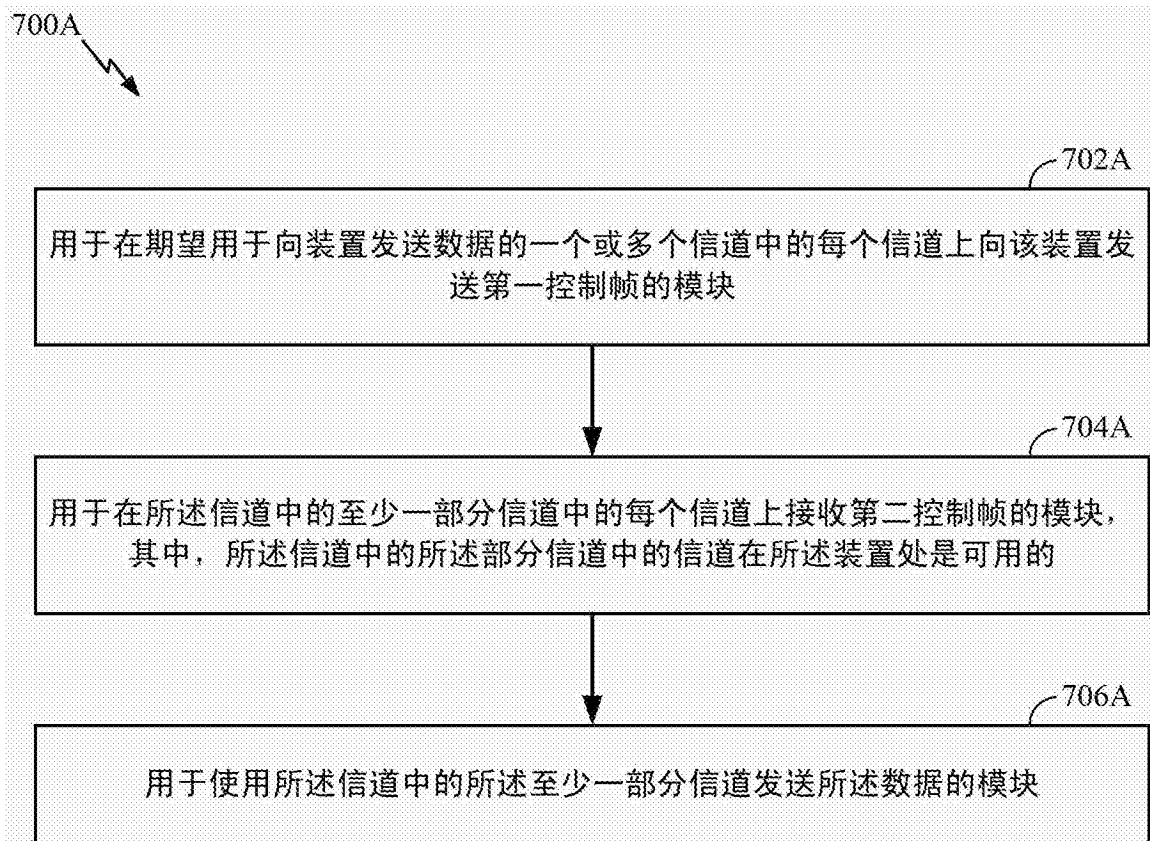 700A
702A
用于在期望用于向装置发送数据的一个或多个信道中的每个信道上向该装置发
送第一控制帧的模块
704A
用于在所述信道中的至少一部分信道中的每个信道上接收第二控制帧的模块,
其中，所述信道中的所述部分信道中的信道在所述装置处是可用的
706A
用于使用所述信道中的所述至少一部分信道发送所述数据的模块